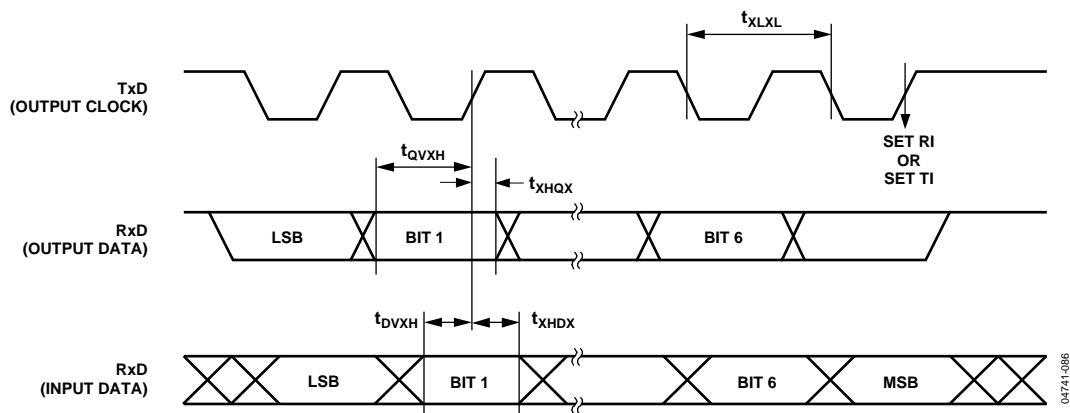 tXLXL
TxD
(OUTPUT CLOCK)
SET RI
OR
SET TI
tQVXH
tXHQX
RxD
(OUTPUT DATA)
LSB
BIT 1
BIT 6
tDVXH
tXHDX
RxD
(INPUT DATA)
LSB
BIT 1
BIT 6
MSB
04741-086